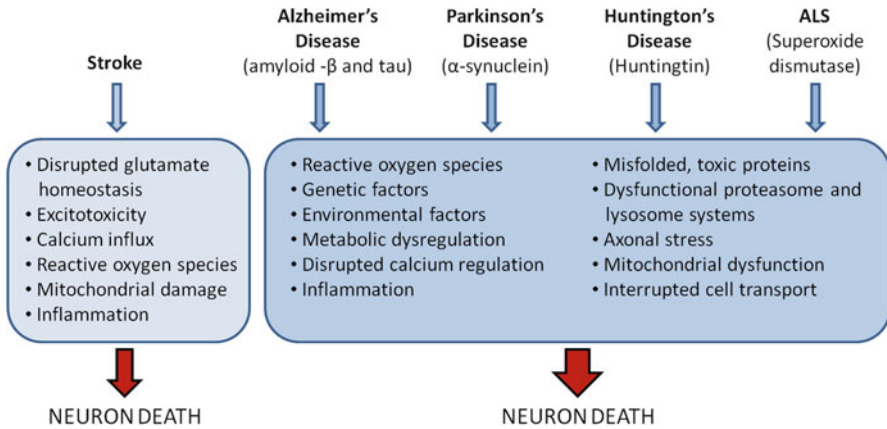 Stroke
Alzheimer's
Disease
(amyloid -β and tau)
Parkinson's
Disease
(α-synuclein)
Huntington's
Disease
(Huntingtin)
ALS
(Superoxide
dismutase)
• Disrupted glutamate
homeostasis
• Excitotoxicity
• Calcium influx
• Reactive oxygen species
• Mitochondrial damage
• Inflammation
• Reactive oxygen species
• Genetic factors
• Environmental factors
• Metabolic dysregulation
• Disrupted calcium regulation
• Inflammation
• Misfolded, toxic proteins
• Dysfunctional proteasome and
lysosome systems
• Axonal stress
• Mitochondrial dysfunction
• Interrupted cell transport
NEURON DEATH
NEURON DEATH